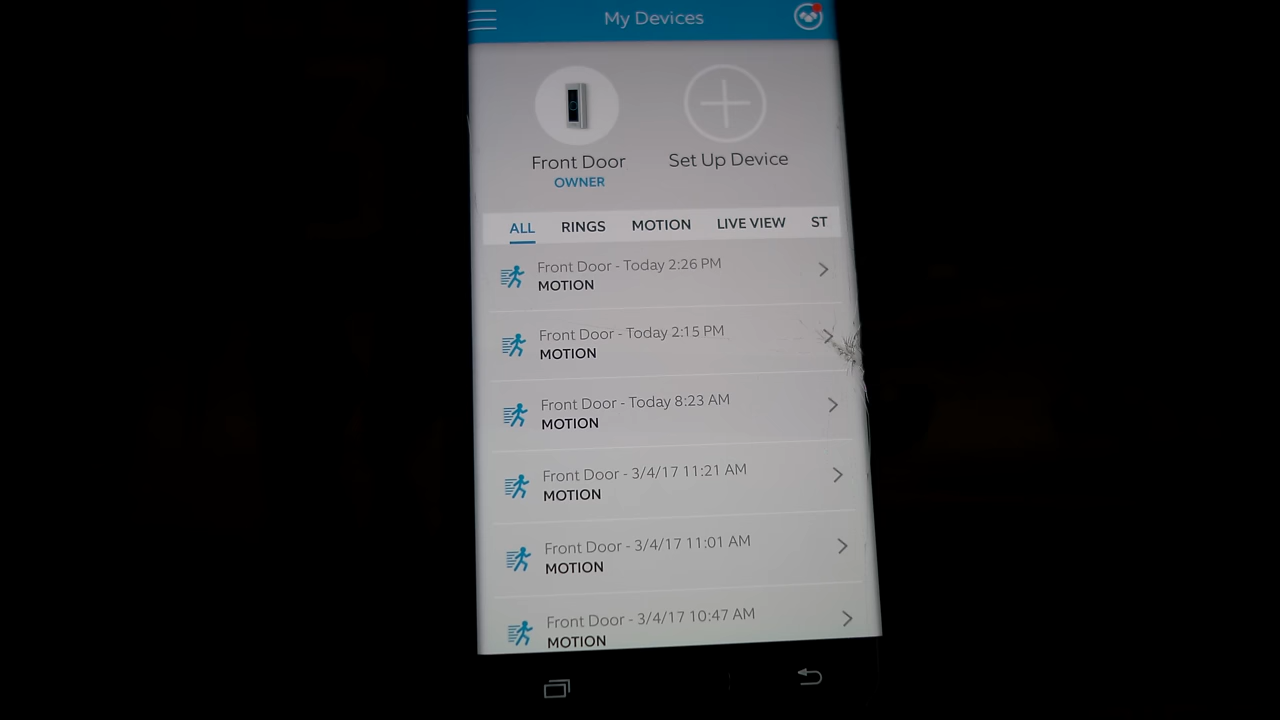 My Devices
Front Door
OWNER
Set Up Device
ALL RINGS MOTION LIVE VIEW ST
Front Door - Today 2:26 PM
MOTION
Front Door - Today 2:15 PM
MOTION
Front Door - Today 8:23 AM
MOTION
Front Door - 3/4/17 11:21 AM
MOTION
Front Door - 3/4/17 11:01 AM
MOTION
Front Door - 3/4/17 10:47 AM
MOTION